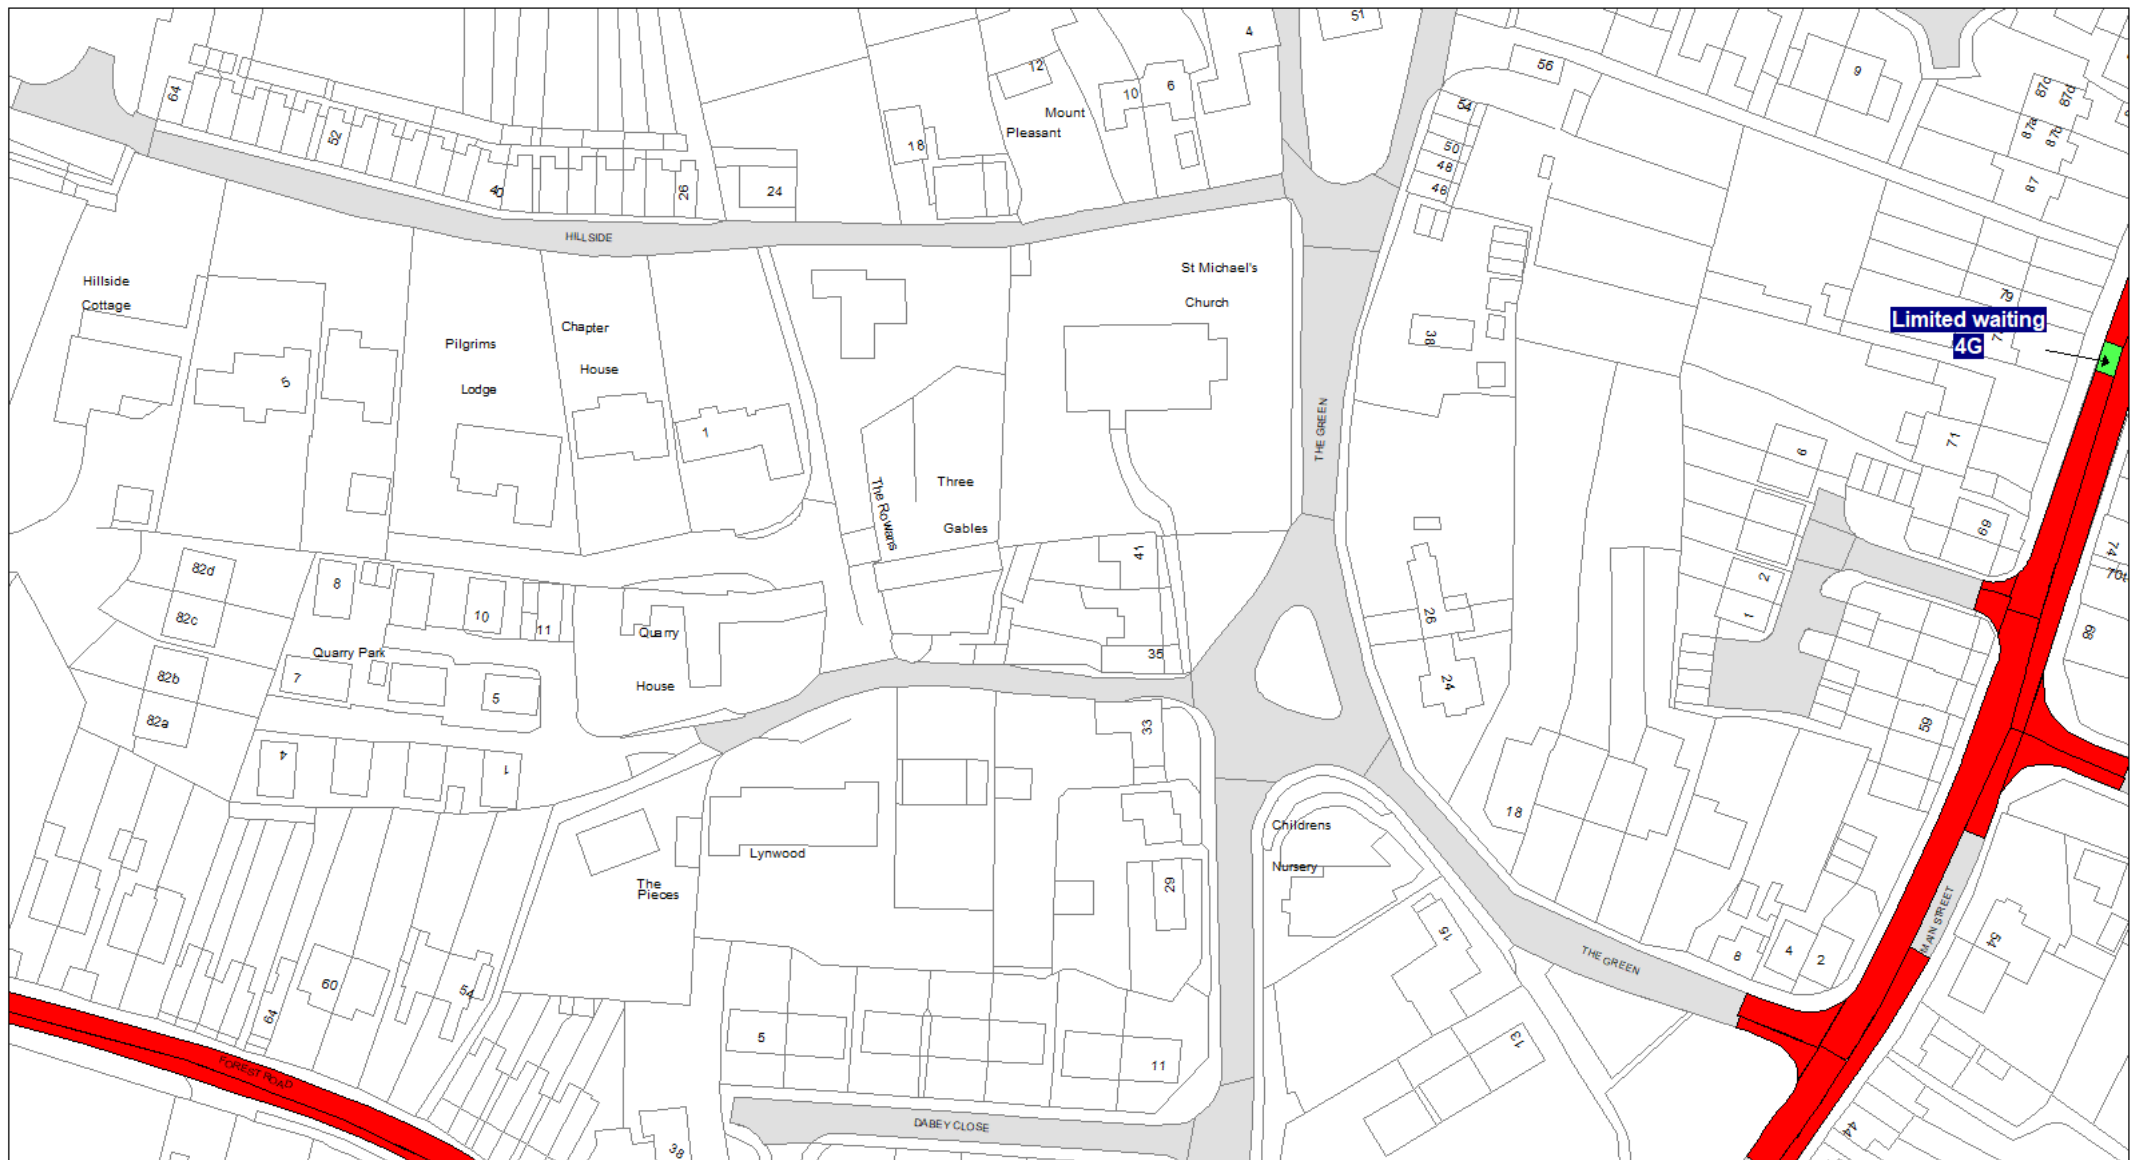 51
4
12
56
9
10
6
64
87c
87d
54
Mount
87a
87b
Pleasant
52
18
50
48
46
87
40
26
24
HILLSIDE
St Michael's
Hillside
79
Cottage
Church
Limited waiting
4G
Chapter
38
Pilgrims
House
5
Lodge
THE GREEN
1
71
6
Three
The Rowans
Gables
69
41
74
82d
2
8
10
26
1
82c
11
Quarry
68
Quarry Park
35
82b
7
House
24
5
82a
33
59
4
1
18
Childrens
Lynwood
Nursery
The
Pieces
29
MAIN STREET
15
54
8
4
2
THE GREEN
60
54
64
5
11
13
FOREST ROAD
DABEY CLOSE
44
38